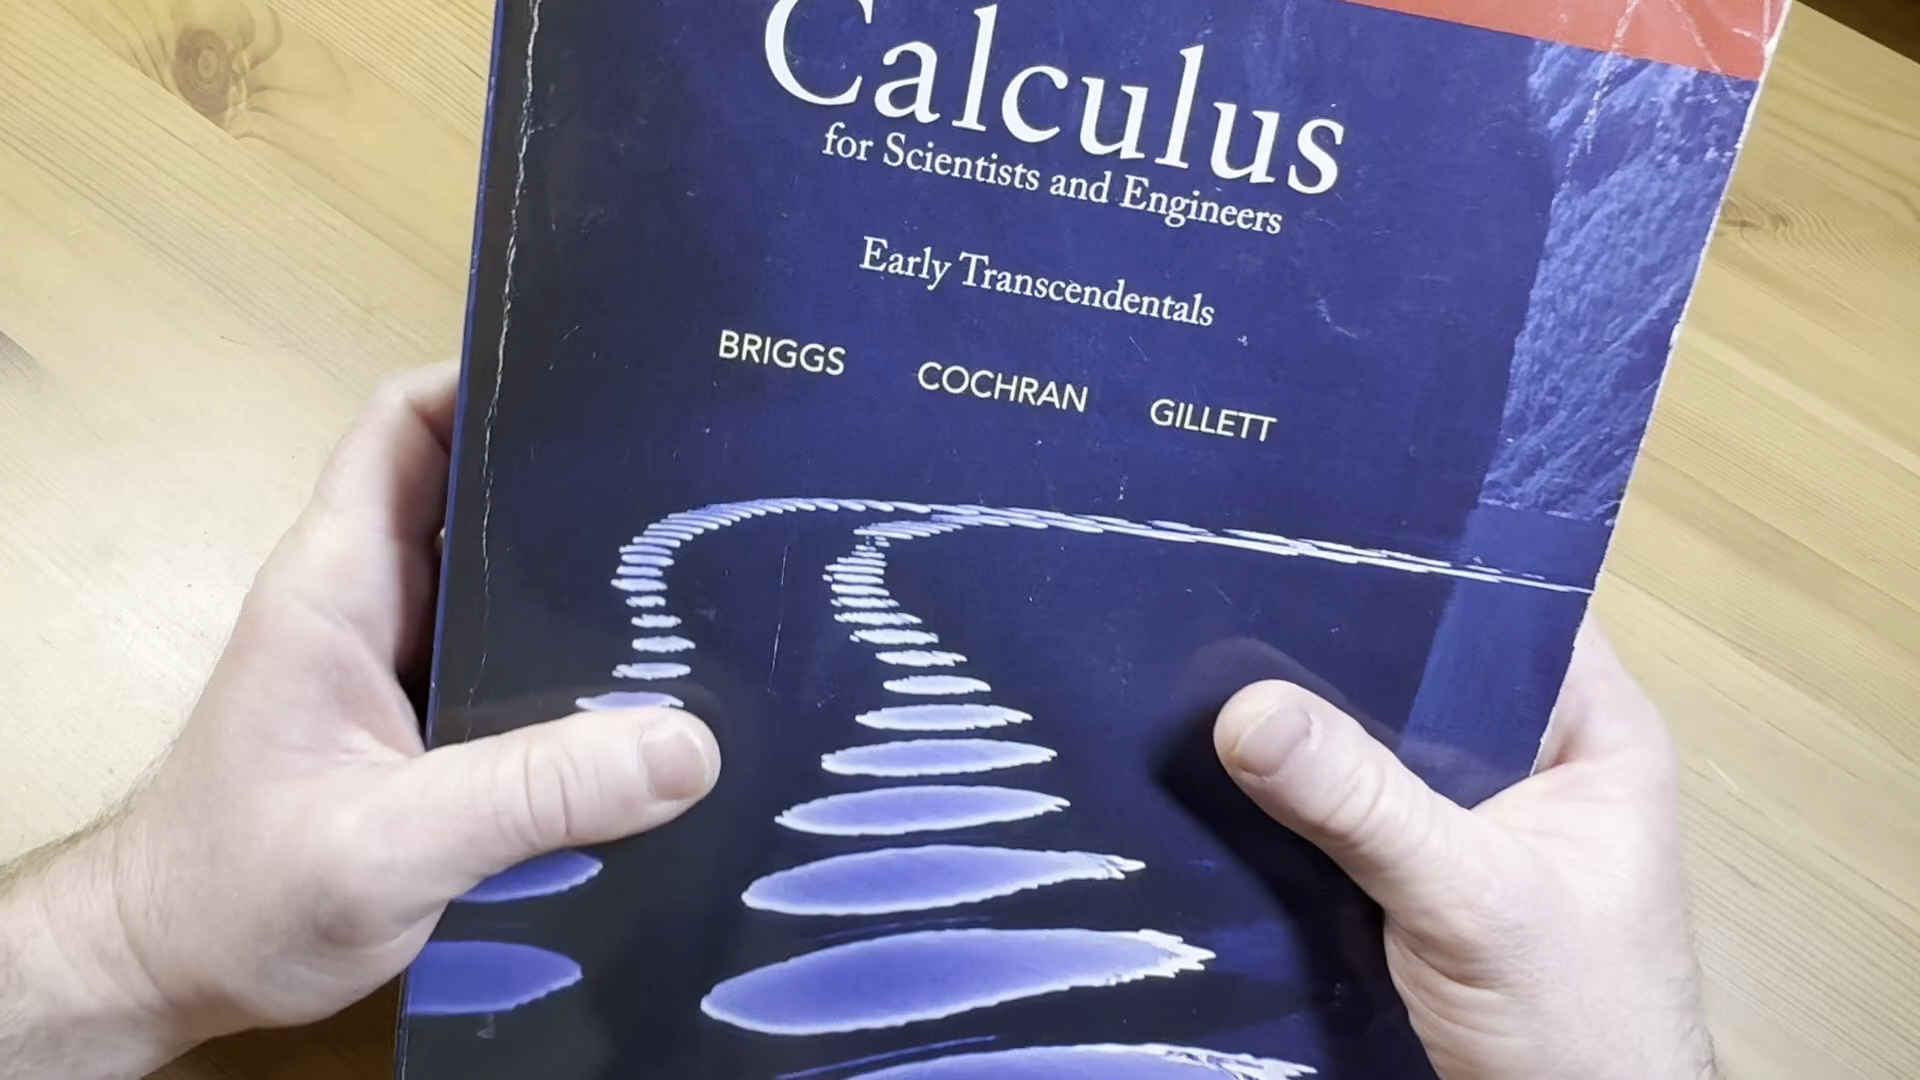 Calculus
for Scientists and Engineers
Early Transcendentals
BRIGGS COCHRAN GILLETT